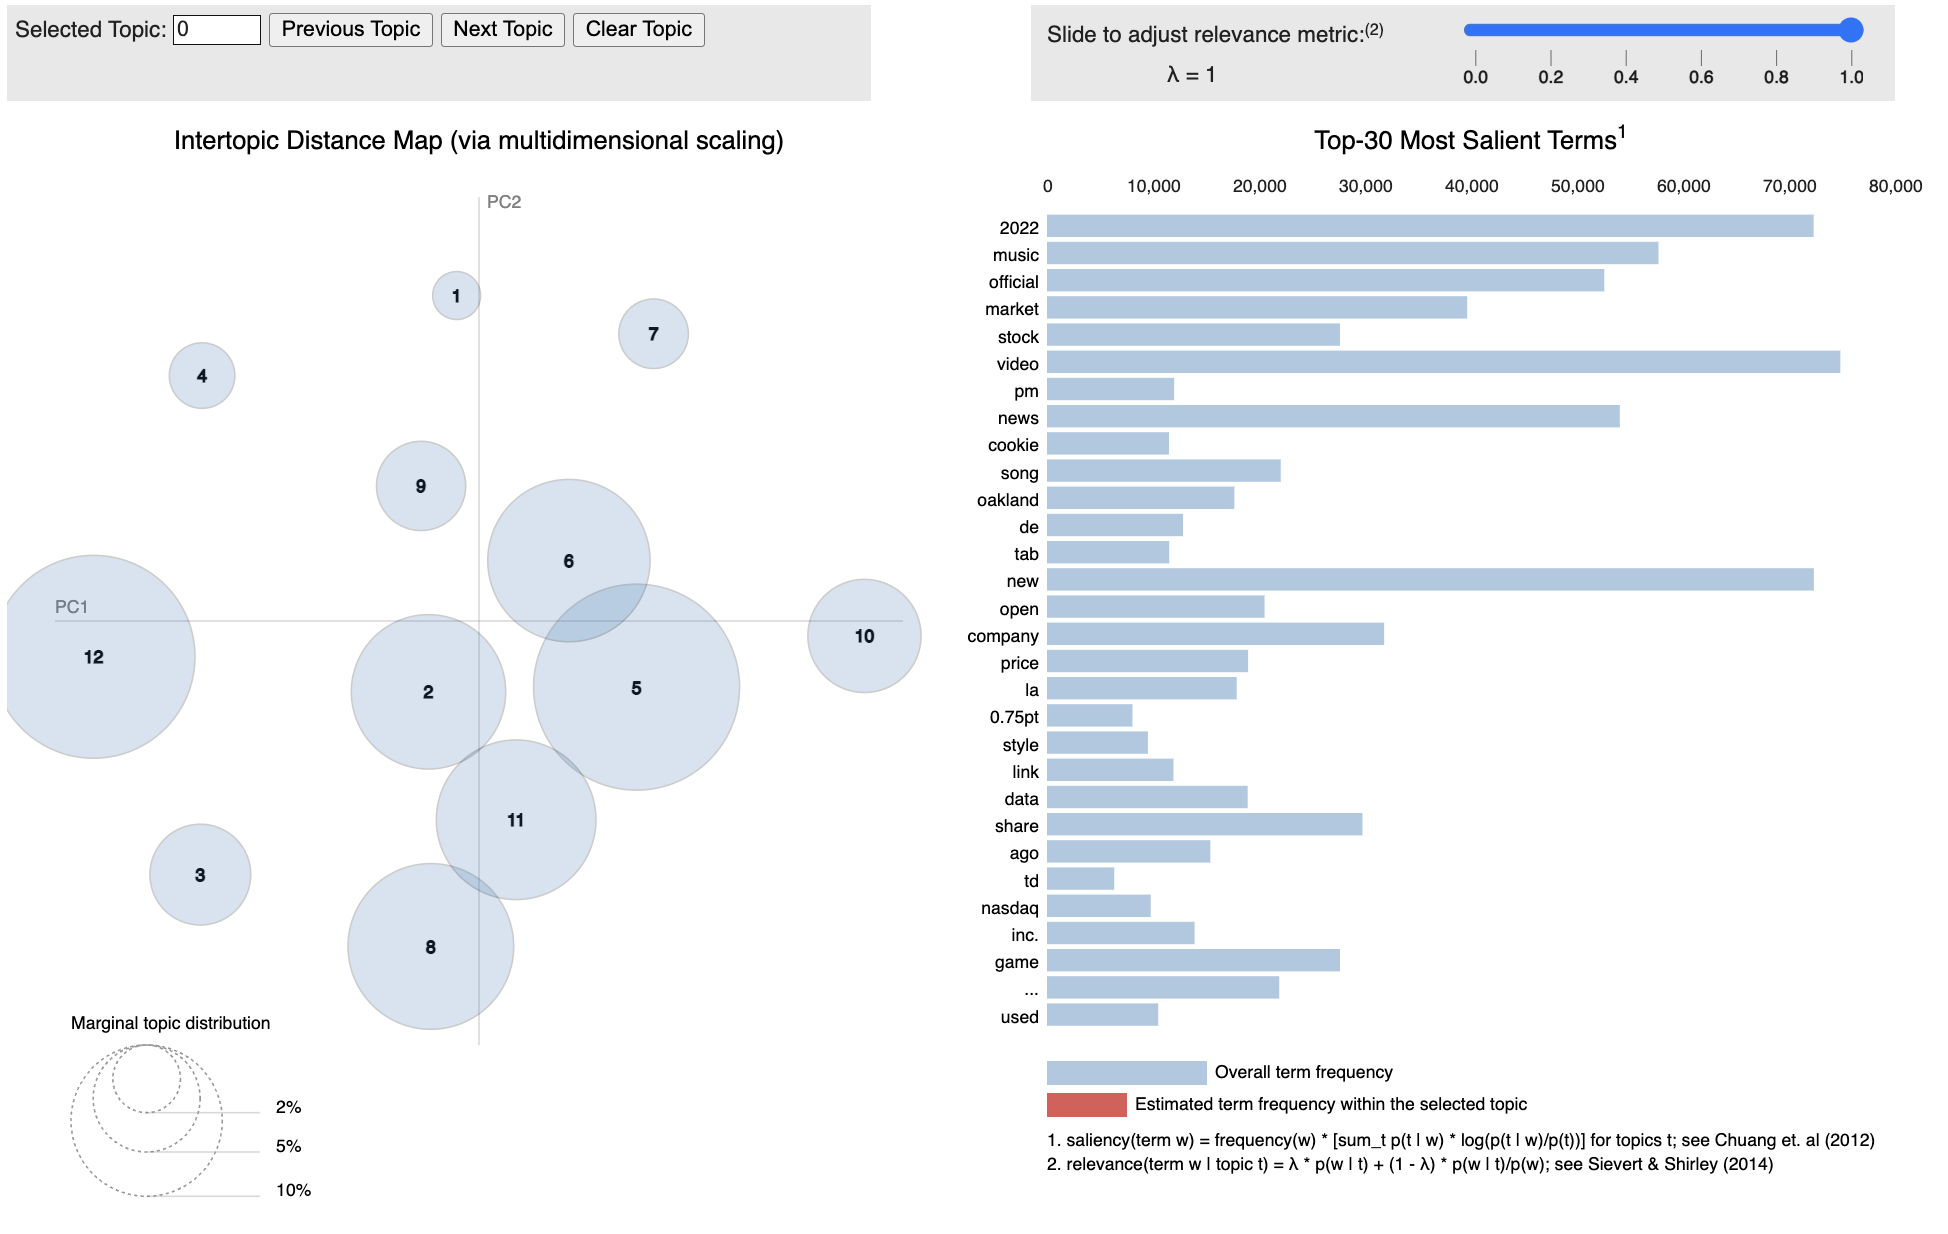 Selected Topic: 0 Previous Topic Next Topic Clear Topic
Slide to adjust relevance metric:(2)
λ = 1
0.0 0.2 0.4 0.6 0.8 1.0
Intertopic Distance Map (via multidimensional scaling)
PC2
PC1
1
7
4
9
6
12
10
2
5
11
3
8
Marginal topic distribution
2%
5%
10%
Top-30 Most Salient Terms1
0 10,000 20,000 30,000 40,000 50,000 60,000 70,000 80,000
2022
music
official
market
stock
video
pm
news
cookie
song
oakland
de
tab
new
open
company
price
la
0.75pt
style
link
data
share
ago
td
nasdaq
inc.
game
...
used
Overall term frequency
Estimated term frequency within the selected topic
1. saliency(term w) = frequency(w) * [sum_t p(t | w) * log(p(t | w)/p(t))] for topics t; see Chuang et. al (2012)
2. relevance(term w | topic t) = λ * p(w | t) + (1 - λ) * p(w | t)/p(w); see Sievert & Shirley (2014)